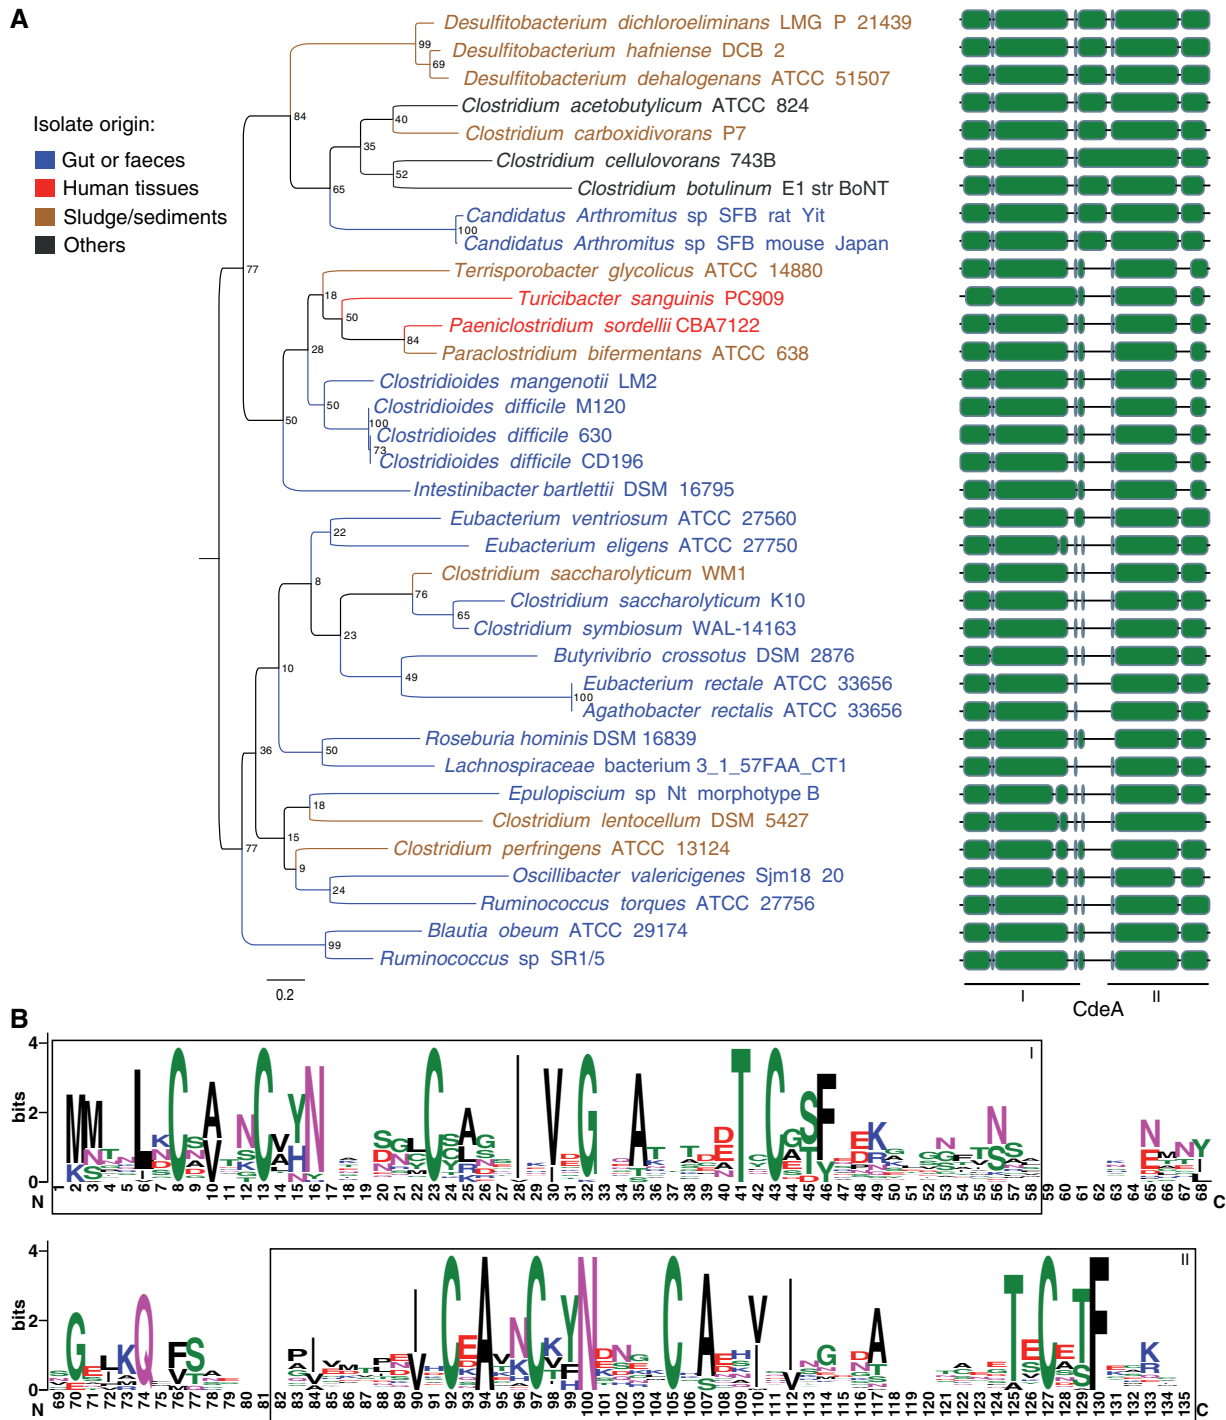 A
Isolate origin:
Gut or faeces
Human tissues
Sludge/sediments
Others
Desulfitobacterium dichloroeliminans LMG P 21439
Desulfitobacterium hafniense DCB 2
Desulfitobacterium dehalogenans ATCC 51507
Clostridium acetobutylicum ATCC 824
Clostridium carboxidivorans P7
Clostridium cellulovorans 743B
Clostridium botulinum E1 str BoNT
Candidatus Arthromitus sp SFB rat Yit
Candidatus Arthromitus sp SFB mouse Japan
Terrisporobacter glycolicus ATCC 14880
Turicibacter sanguinis PC909
Paeniclostridium sordellii CBA7122
Paraclostridium bifermentans ATCC 638
Clostridioides mangenotii LM2
Clostridioides difficile M120
Clostridioides difficile 630
Clostridioides difficile CD196
Intestinibacter bartlettii DSM 16795
Eubacterium ventriosum ATCC 27560
Eubacterium eligens ATCC 27750
Clostridium saccharolyticum WM1
Clostridium saccharolyticum K10
Clostridium symbiosum WAL-14163
Butyrivibrio crossotus DSM 2876
Eubacterium rectale ATCC 33656
Agathobacter rectalis ATCC 33656
Roseburia hominis DSM 16839
Lachnospiraceae bacterium 3_1_57FAA_CT1
Epulopiscium sp Nt morphotype B
Clostridium lentocellum DSM 5427
Clostridium perfringens ATCC 13124
Oscillibacter valericigenes Sjm18 20
Ruminococcus torques ATCC 27756
Blautia obeum ATCC 29174
Ruminococcus sp SR1/5
99
69
84
40
35
52
65
100
77
18
50
84
28
50
100
73
50
22
8
76
65
23
49
100
10
50
36
18
15
77
9
24
99
0.2
I II
CdeA
B
4
2
0
bits
I
N 1 2 3 4 5 6 7 8 9 10 11 12 13 14 15 16 17 18 19 20 21 22 23 24 25 26 27 28 29 30 31 32 33 34 35 36 37 38 39 40 41 42 43 44 45 46 47 48 49 50 51 52 53 54 55 56 57 58 59 60 61 62 63 64 65 66 67 68 C
4
2
0
bits
II
N 69 70 71 72 73 74 75 76 77 78 79 80 81 82 83 84 85 86 87 88 89 90 91 92 93 94 95 96 97 98 99 100 101 102 103 104 105 106 107 108 109 110 111 112 113 114 115 116 117 118 119 120 121 122 123 124 125 126 127 128 129 130 131 132 133 134 135 C